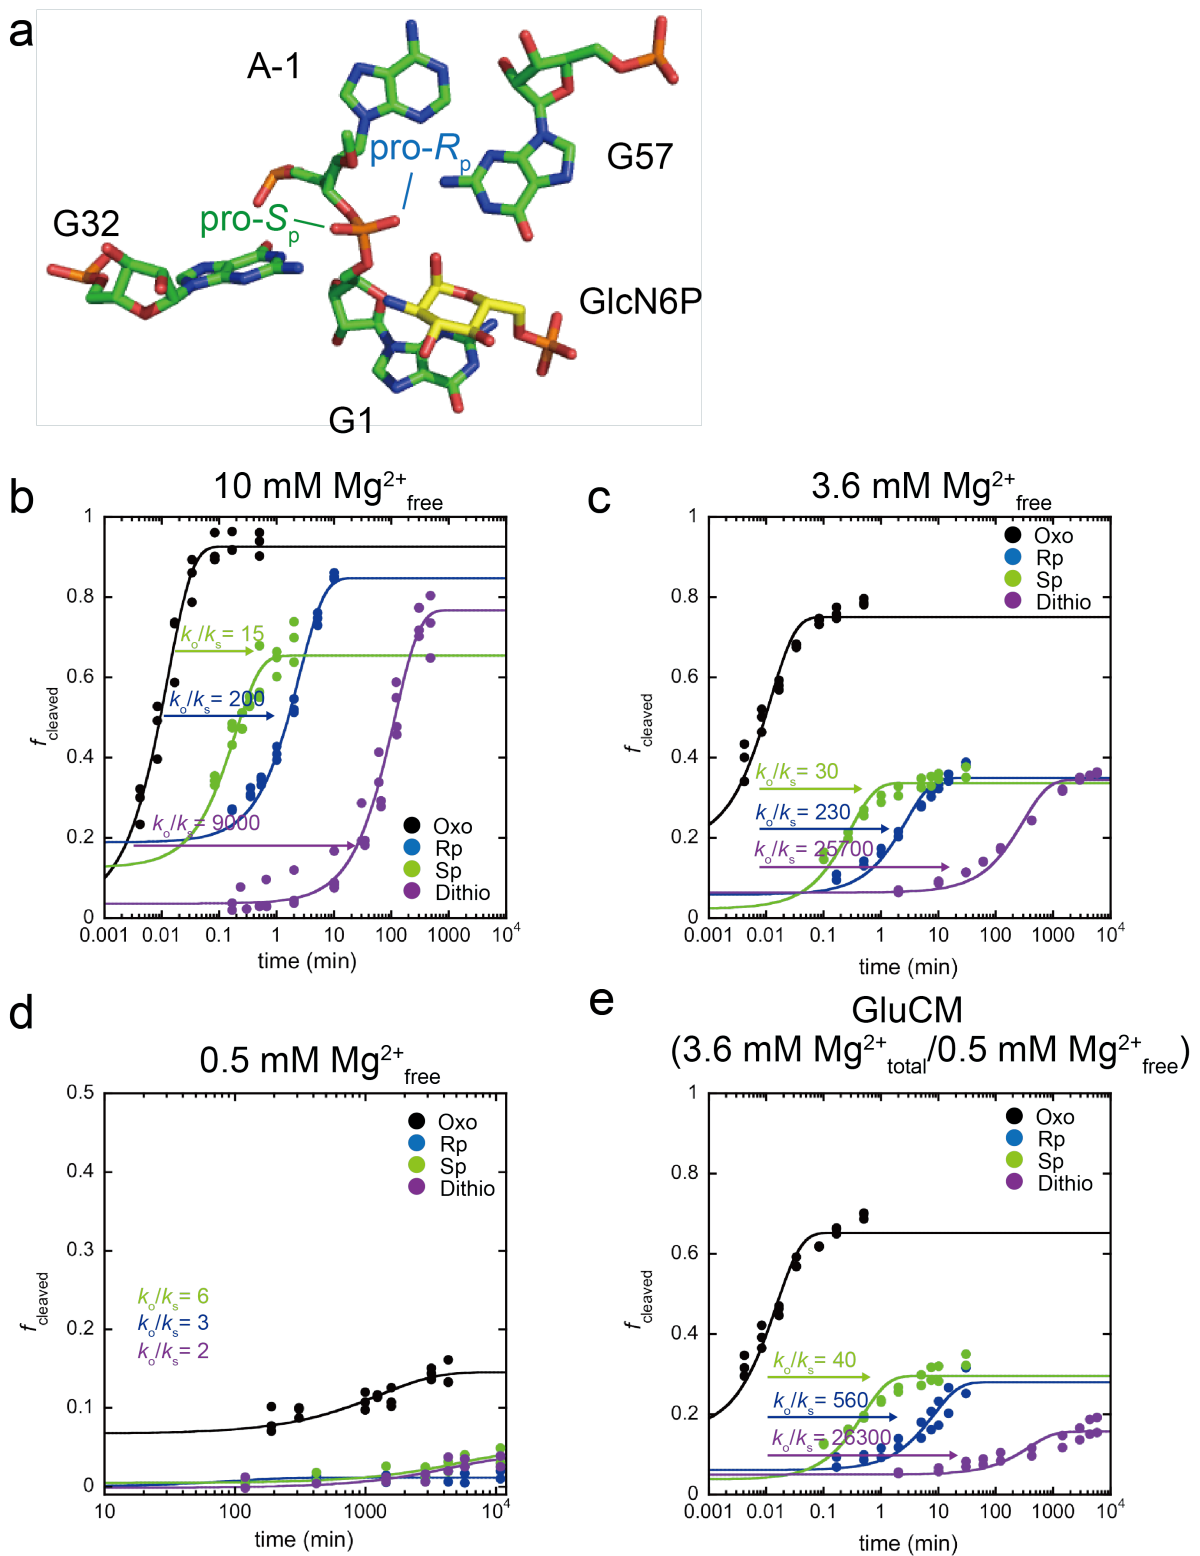 a
A-1
pro-Rp
G57
G32
pro-Sp
GlcN6P
G1
b
10 mM Mg2+free
1
0.8
0.6
0.4
0.2
0
fcleaved
ko/ks= 15
ko/ks= 200
ko/ks= 9000
Oxo
Rp
Sp
Dithio
0.001 0.01 0.1 1 10 100 1000 10^4
time (min)
c
3.6 mM Mg2+free
1
0.8
0.6
0.4
0.2
0
fcleaved
Oxo
Rp
Sp
Dithio
ko/ks= 30
ko/ks= 230
ko/ks= 25700
0.001 0.01 0.1 1 10 100 1000 10^4
time (min)
d
0.5 mM Mg2+free
0.5
0.4
0.3
0.2
0.1
0
fcleaved
Oxo
Rp
Sp
Dithio
ko/ks= 6
ko/ks= 3
ko/ks= 2
10 100 1000 10^4
time (min)
e
GluCM
(3.6 mM Mg2+total/0.5 mM Mg2+free)
1
0.8
0.6
0.4
0.2
0
fcleaved
Oxo
Rp
Sp
Dithio
ko/ks= 40
ko/ks= 560
ko/ks= 26300
0.001 0.01 0.1 1 10 100 1000 10^4
time (min)